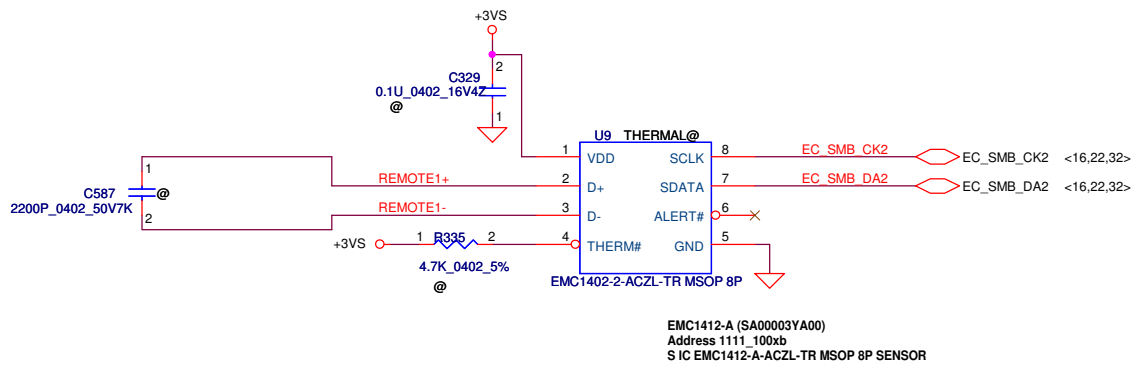 +3VS
2
C329
0.1U_0402_16V4Z
@
1
U9 THERMAL@
1 VDD SCLK 8 EC_SMB_CK2 EC_SMB_CK2 <16,22,32>
1
REMOTE1+ 2 D+ SDATA 7 EC_SMB_DA2 EC_SMB_DA2 <16,22,32>
C587 @
2200P_0402_50V7K
2
REMOTE1- 3 D- ALERT# 6
+3VS 1 R335 2 4 THERM# GND 5
4.7K_0402_5%
@
EMC1402-2-ACZL-TR MSOP 8P
EMC1412-A (SA00003YA00)
Address 1111_100xb
S IC EMC1412-A-ACZL-TR MSOP 8P SENSOR